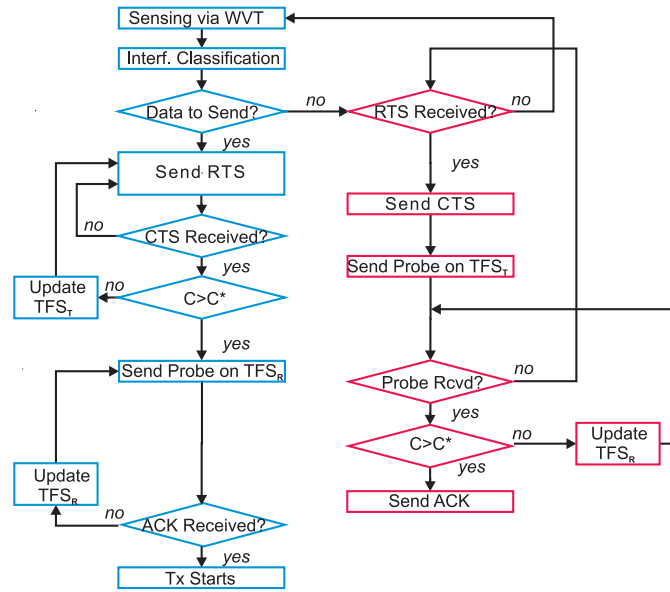 Sensing via WVT
Interf. Classification
Data to Send?
no
yes
Send RTS
no
CTS Received?
yes
Update
TFST
no
C>C*
yes
Send Probe on TFSR
Update
TFSR
no
ACK Received?
yes
Tx Starts
RTS Received?
no
yes
Send CTS
Send Probe on TFST
Probe Rcvd?
no
yes
C>C*
no
Update
TFSR
yes
Send ACK